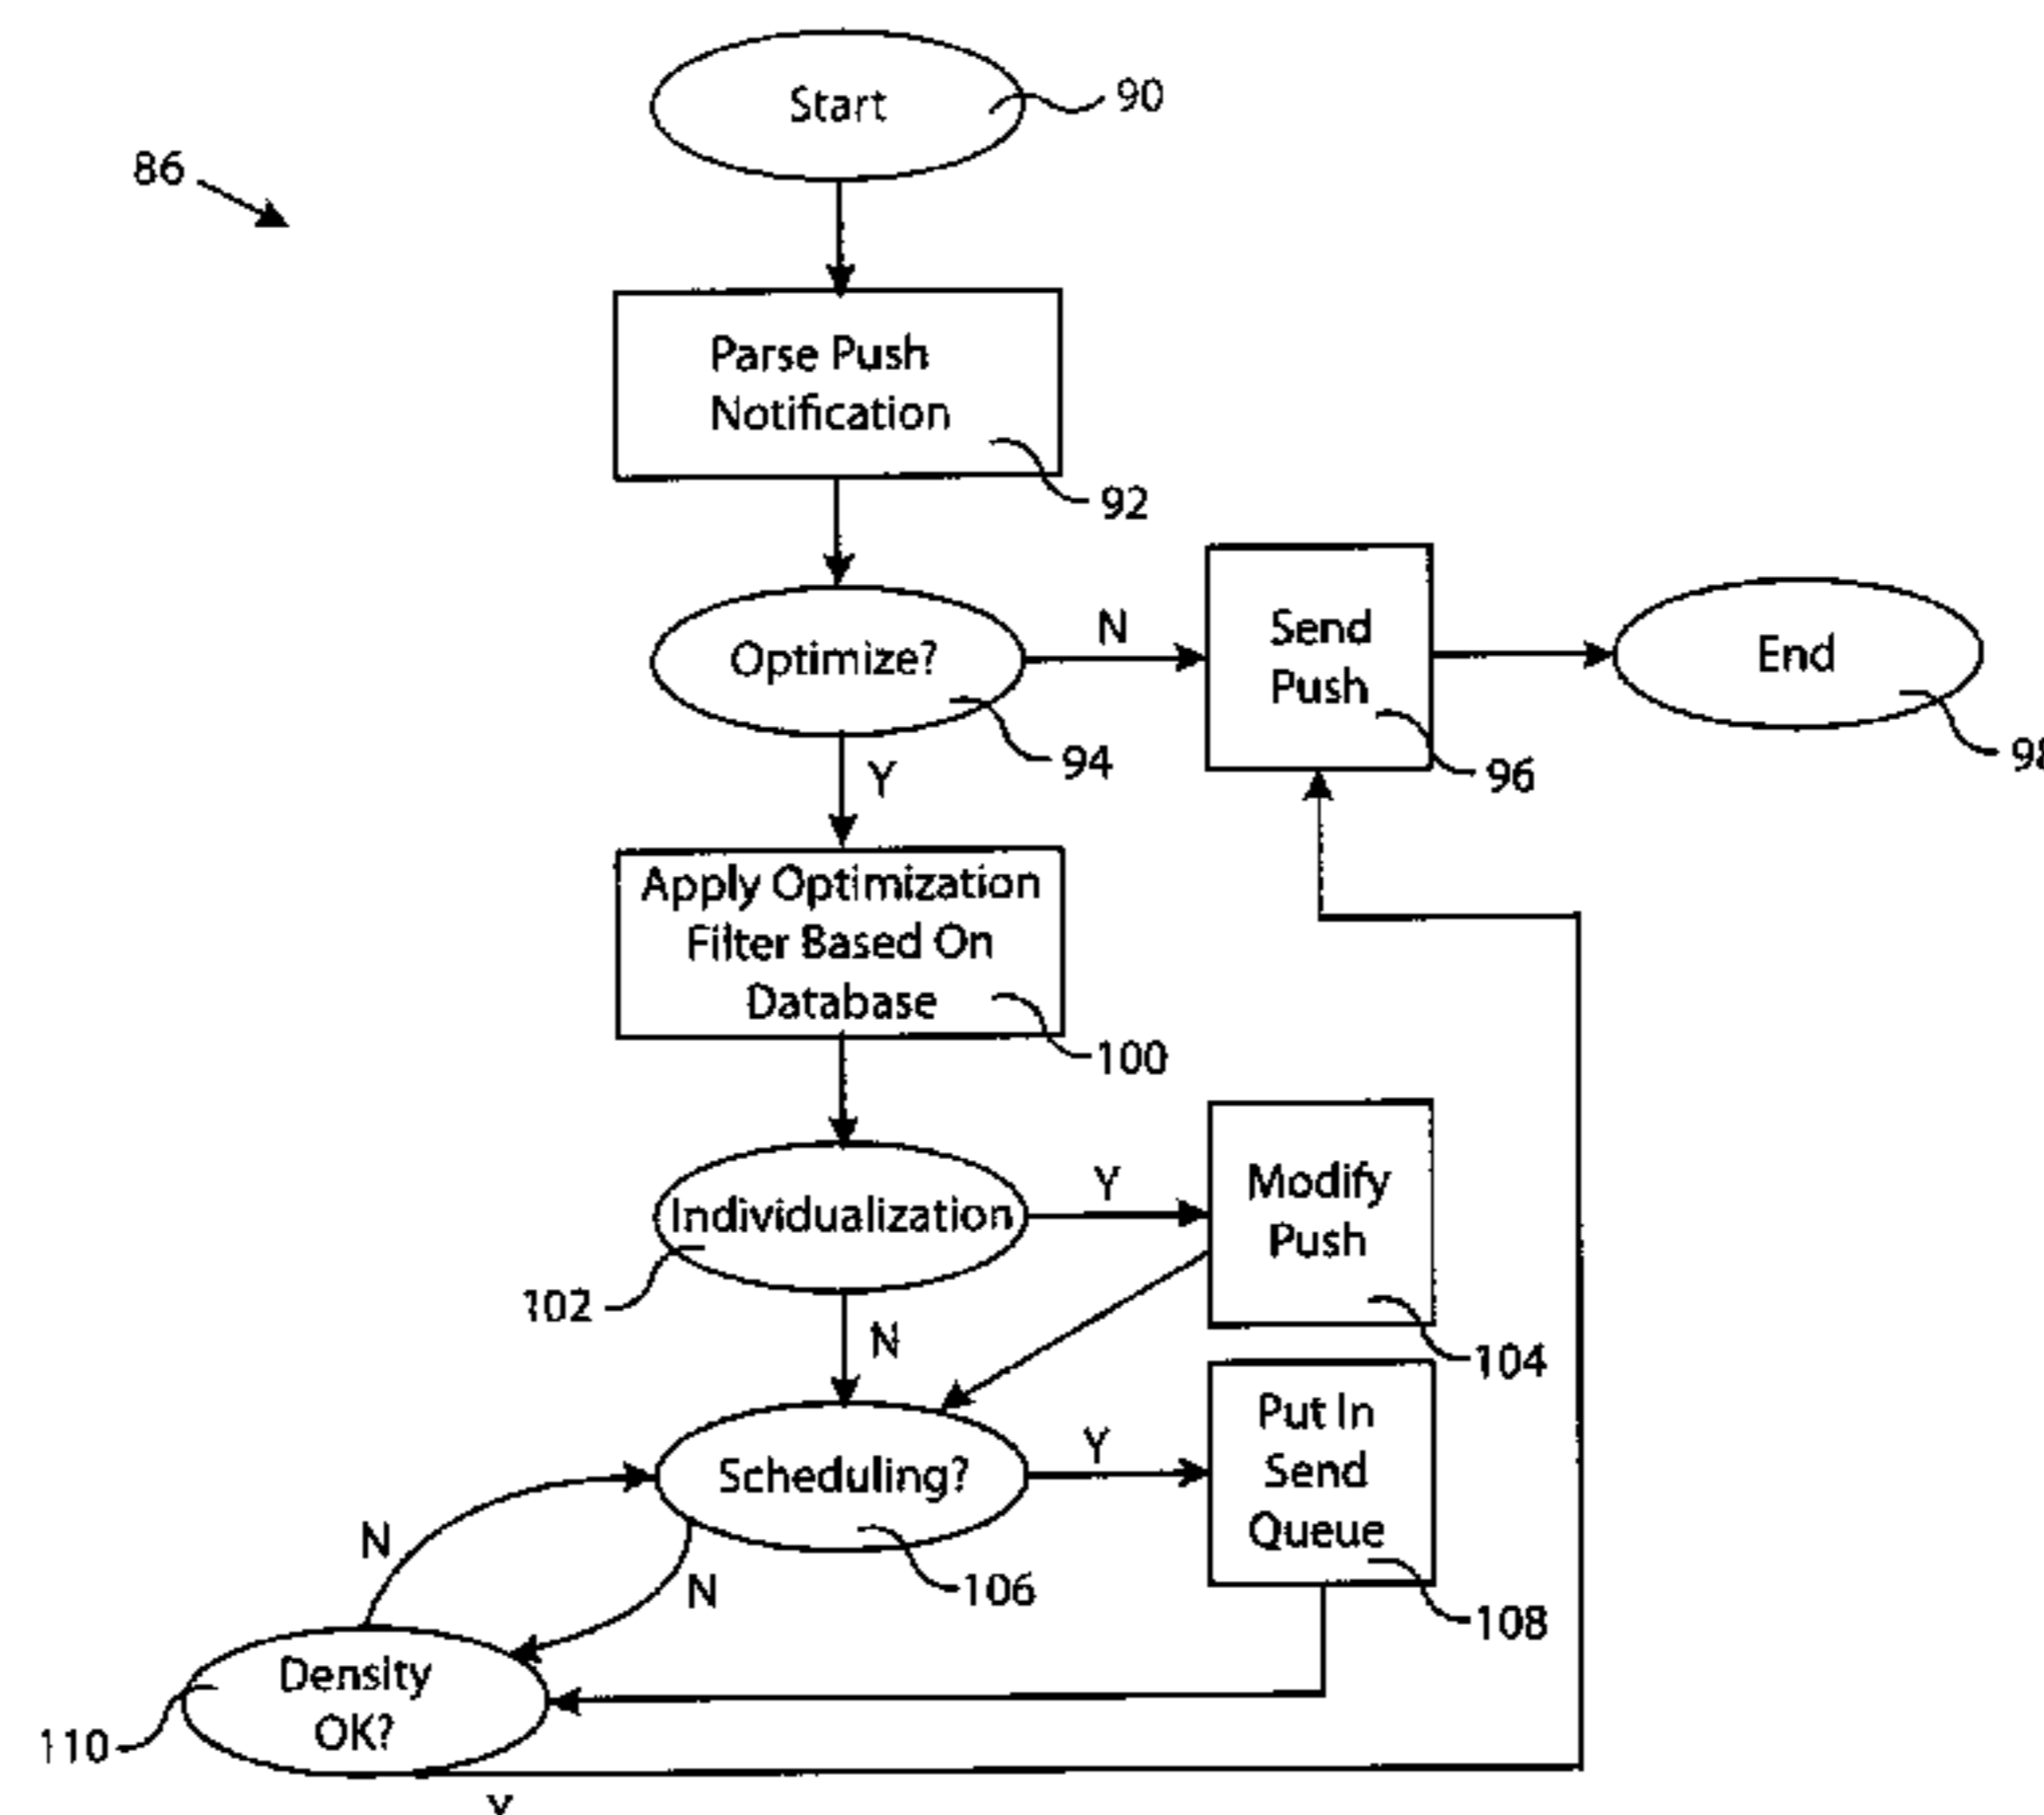 Start
90
86
Parse Push
Notification
92
Optimize?
94
N
Y
Send
Push
96
End
98
Apply Optimization
Filter Based On
Database
100
Individualization
102
Y
N
Modify
Push
104
Scheduling?
106
Y
N
N
Put In
Send
Queue
108
Density
OK?
110
Y